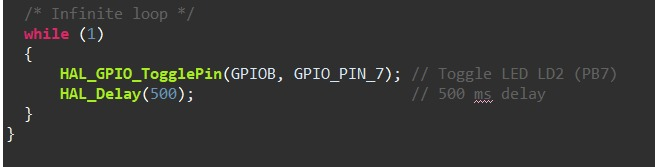 /* Infinite loop */
while (1)
{
HAL_GPIO_TogglePin(GPIOB, GPIO_PIN_7); // Toggle LED LD2 (PB7)
HAL_Delay(500); // 500 ms delay
}
}